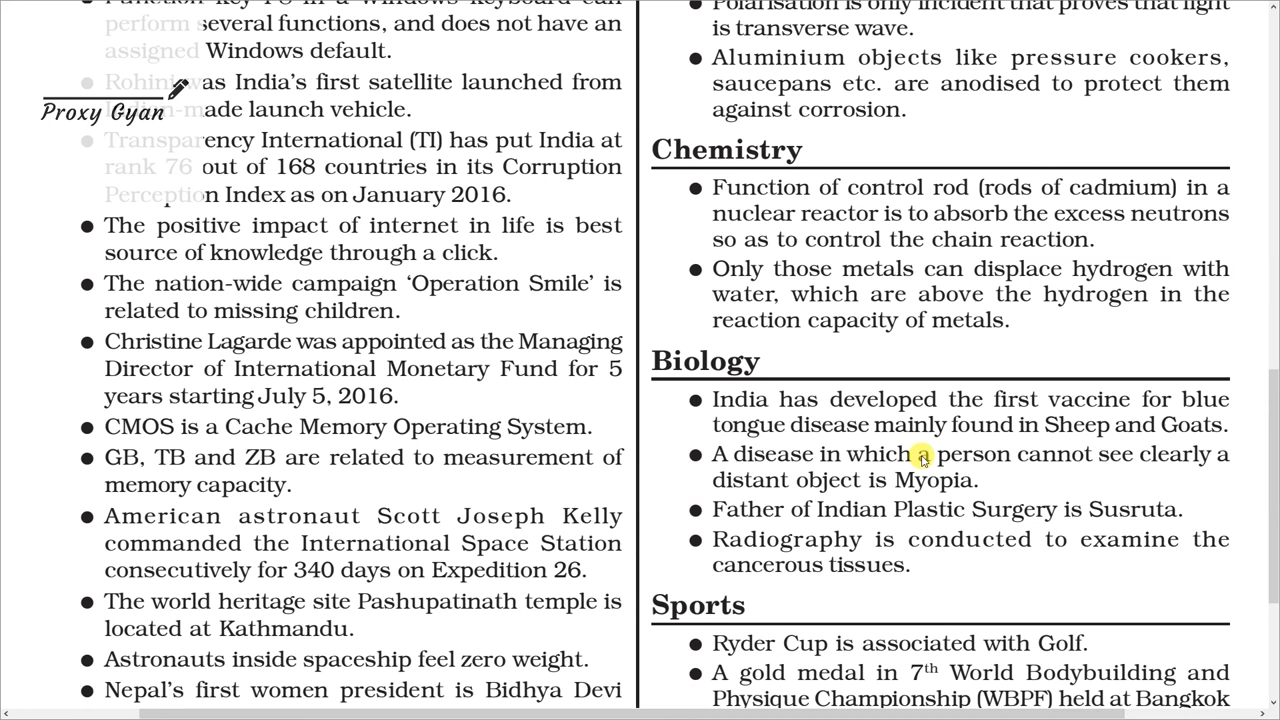 Function key F8 in a Windows keyboard can
perform several functions, and does not have an
assigned Windows default.
● Rohini was India's first satellite launched from
Indian-made launch vehicle.
Proxy Gyan
● Transparency International (TI) has put India at
rank 76 out of 168 countries in its Corruption
Perception Index as on January 2016.
● The positive impact of internet in life is best
source of knowledge through a click.
● The nation-wide campaign ‘Operation Smile’ is
related to missing children.
● Christine Lagarde was appointed as the Managing
Director of International Monetary Fund for 5
years starting July 5, 2016.
● CMOS is a Cache Memory Operating System.
● GB, TB and ZB are related to measurement of
memory capacity.
● American astronaut Scott Joseph Kelly
commanded the International Space Station
consecutively for 340 days on Expedition 26.
● The world heritage site Pashupatinath temple is
located at Kathmandu.
● Astronauts inside spaceship feel zero weight.
● Nepal's first women president is Bidhya Devi
Polarisation is only incident that proves that light
is transverse wave.
● Aluminium objects like pressure cookers,
saucepans etc. are anodised to protect them
against corrosion.
Chemistry
● Function of control rod (rods of cadmium) in a
nuclear reactor is to absorb the excess neutrons
so as to control the chain reaction.
● Only those metals can displace hydrogen with
water, which are above the hydrogen in the
reaction capacity of metals.
Biology
● India has developed the first vaccine for blue
tongue disease mainly found in Sheep and Goats.
● A disease in which a person cannot see clearly a
distant object is Myopia.
● Father of Indian Plastic Surgery is Susruta.
● Radiography is conducted to examine the
cancerous tissues.
Sports
● Ryder Cup is associated with Golf.
● A gold medal in 7th World Bodybuilding and
Physique Championship (WBPF) held at Bangkok